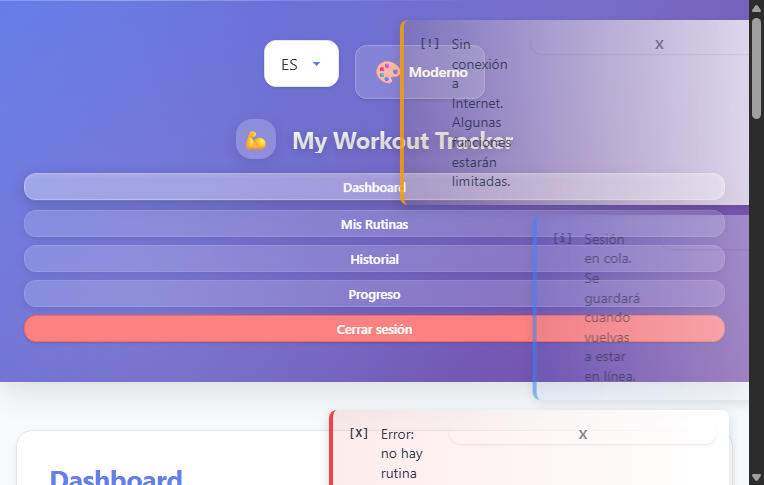 ES
Moderno
My Workout Tracker
Dashboard
Mis Rutinas
Historial
Progreso
Cerrar sesión
[!] Sin X
conexión
a
Internet.
Algunas
funciones
estarán
limitadas.
[i] Sesión
en cola.
Se
guardará
cuando
vuelvas
a estar
en línea.
[X] Error: X
no hay
rutina
Dashboard